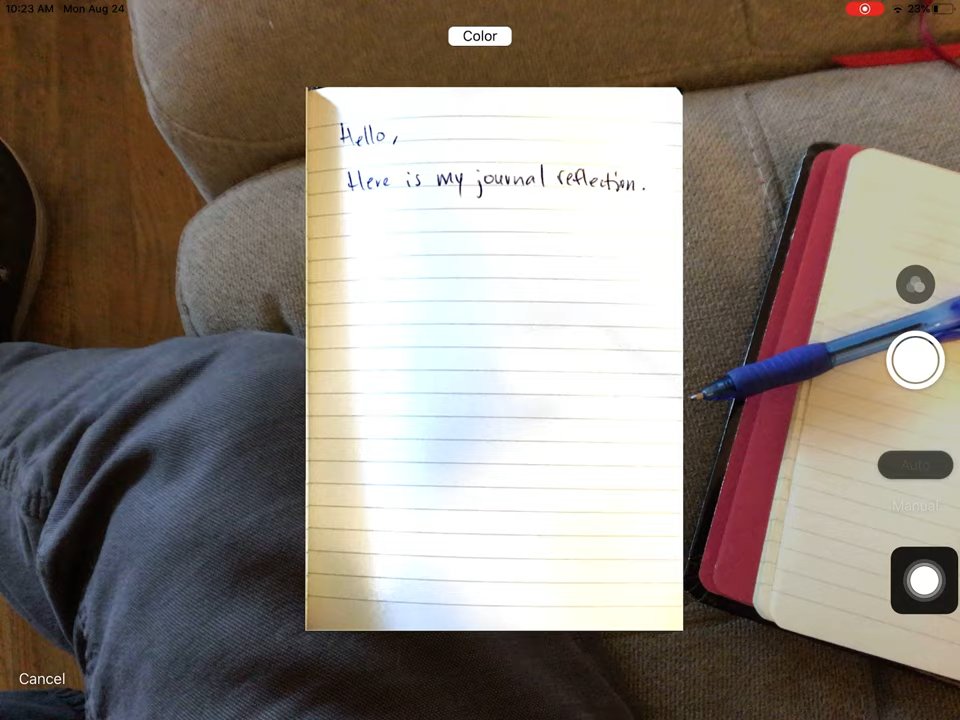 10:23 AM Mon Aug 24
23%
Color
Hello,
Here is my journal reflection.
Auto
Manual
Cancel